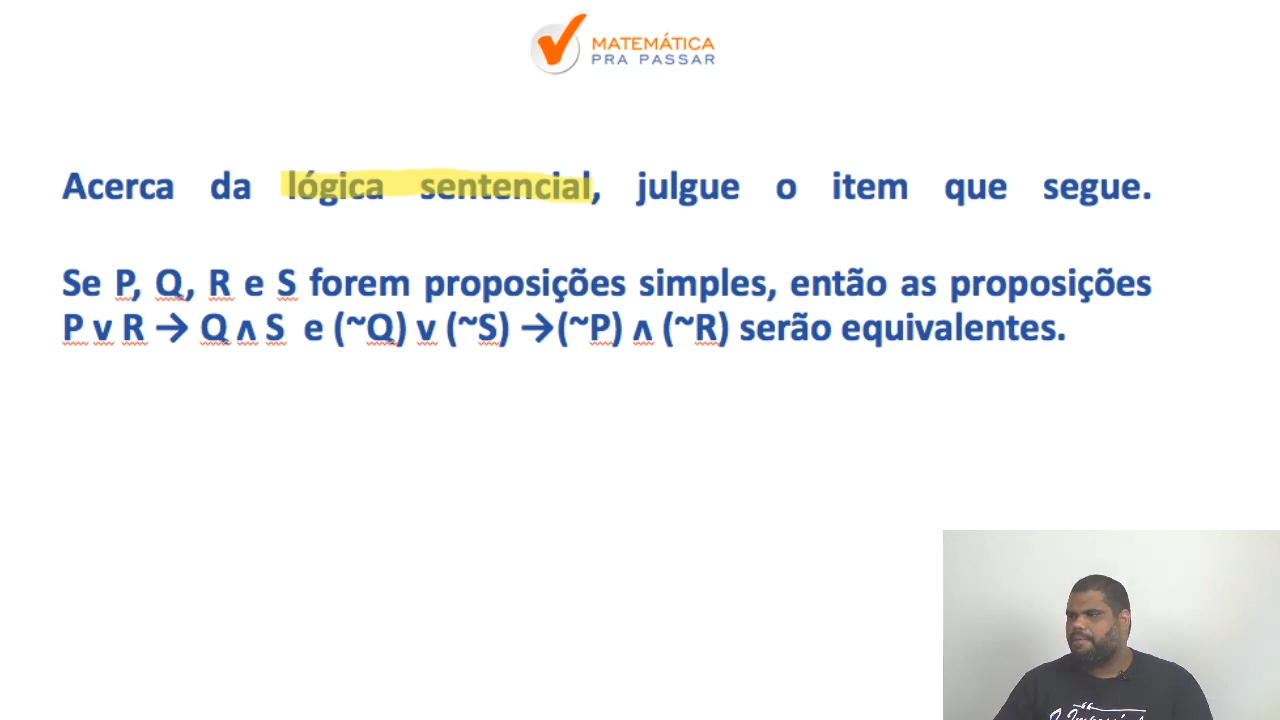 MATEMÁTICA
PRA PASSAR
Acerca da lógica sentencial, julgue o item que segue.
Se P, Q, R e S forem proposições simples, então as proposições
P v R → Q ʌ S e (~Q) v (~S) →(~P) ʌ (~R) serão equivalentes.